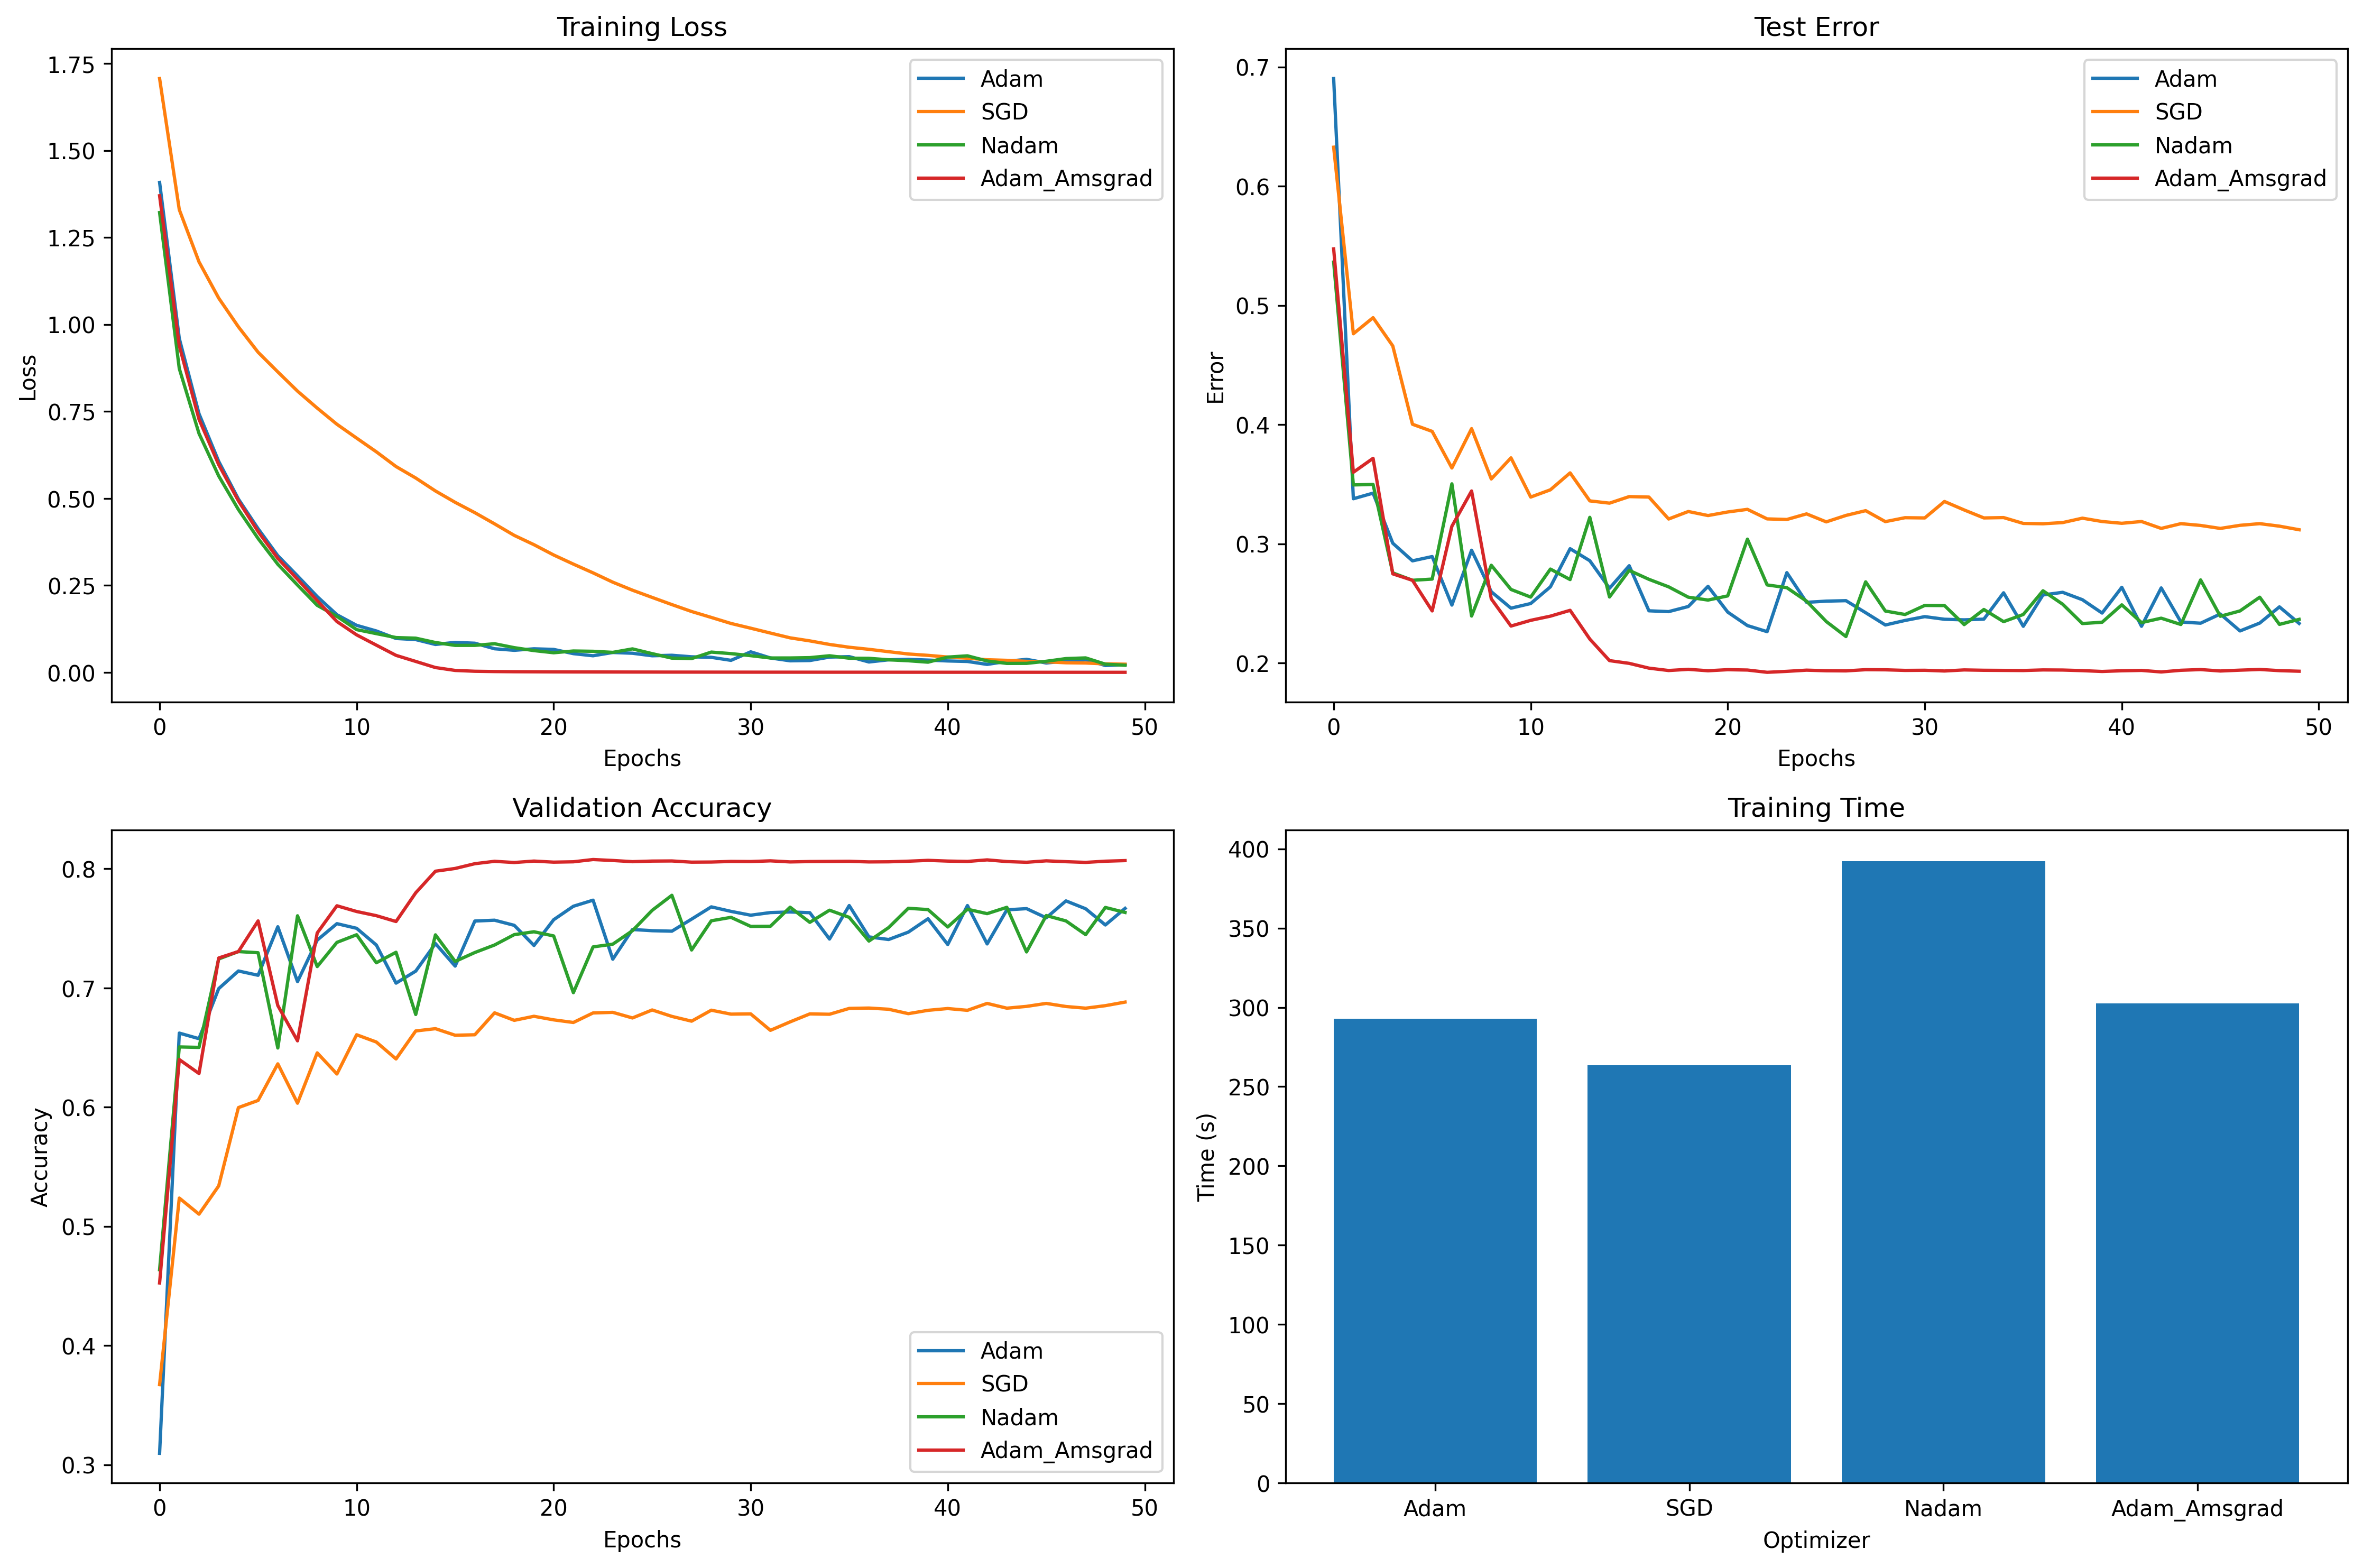 Training Loss
1.75
1.50
1.25
1.00
0.75
0.50
0.25
0.00
Loss
0 10 20 30 40 50
Epochs
Adam
SGD
Nadam
Adam_Amsgrad
Test Error
0.7
0.6
0.5
0.4
0.3
0.2
Error
0 10 20 30 40 50
Epochs
Adam
SGD
Nadam
Adam_Amsgrad
Validation Accuracy
0.8
0.7
0.6
0.5
0.4
0.3
Accuracy
0 10 20 30 40 50
Epochs
Adam
SGD
Nadam
Adam_Amsgrad
Training Time
400
350
300
250
200
150
100
50
0
Time (s)
Adam SGD Nadam Adam_Amsgrad
Optimizer